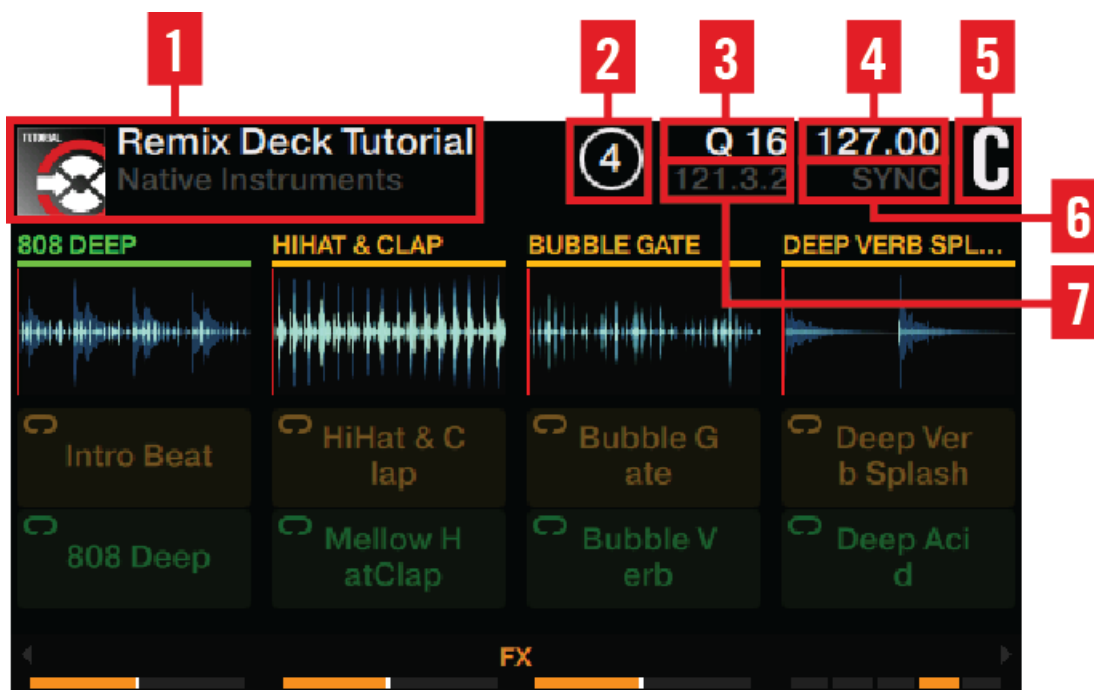 1
2
3
4
5
TUTORIAL
Remix Deck Tutorial
4
Q 16
127.00
C
Native Instruments
121.3.2
SYNC
6
808 DEEP
HIHAT & CLAP
BUBBLE GATE
DEEP VERB SPL...
7
Intro Beat
HiHat & C
lap
Bubble G
ate
Deep Ver
b Splash
808 Deep
Mellow H
atClap
Bubble V
erb
Deep Aci
d
FX